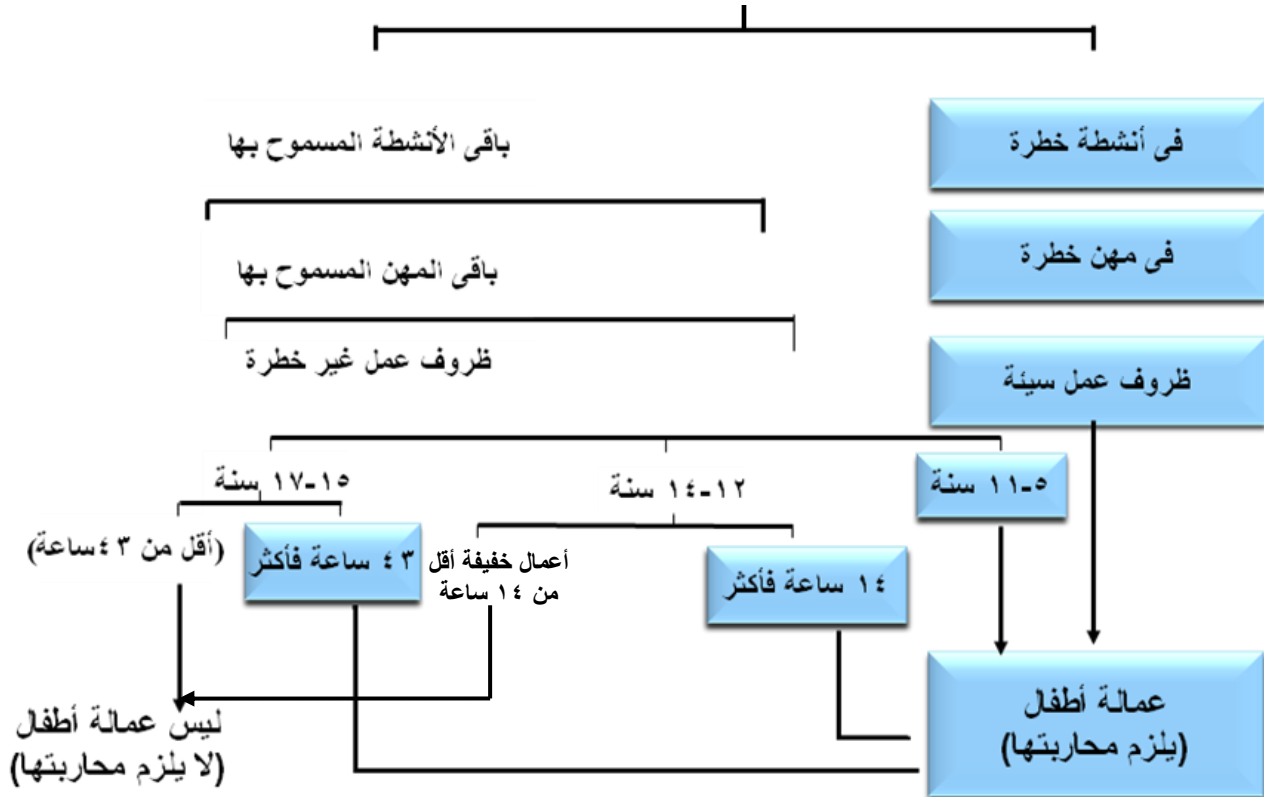 فى أنشطة خطرة
باقى الأنشطة المسموح بها
فى مهن خطرة
باقى المهن المسموح بها
ظروف عمل سيئة
ظروف عمل غير خطرة
٥-١١ سنة
١٢-١٤ سنة
١٥-١٧ سنة
١٤ ساعة فأكثر
أعمال خفيفة أقل
من ١٤ ساعة
٤٣ ساعة فأكثر
(أقل من ٤٣ساعة)
عمالة أطفال
(يلزم محاربتها)
ليس عمالة أطفال
(لا يلزم محاربتها)